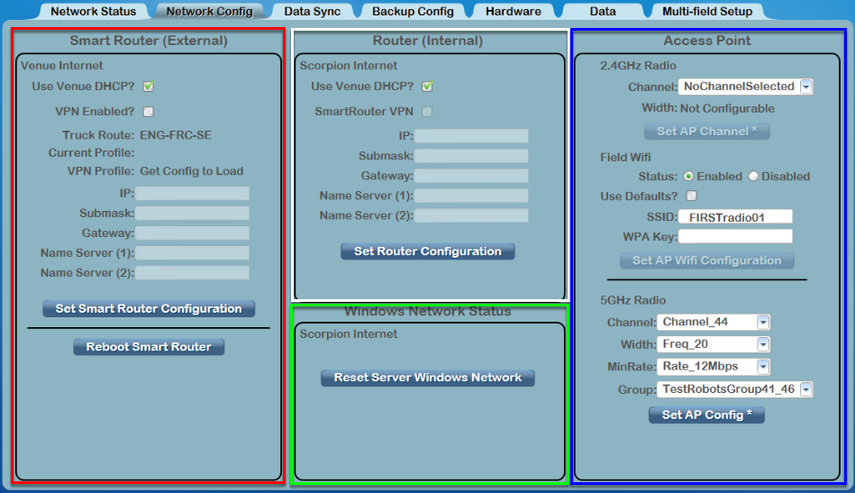 Network Status Network Config Data Sync Backup Config Hardware Data Multi-field Setup
Smart Router (External)
Venue Internet
Use Venue DHCP?
VPN Enabled?
Truck Route: ENG-FRC-SE
Current Profile:
VPN Profile: Get Config to Load
IP:
Submask:
Gateway:
Name Server (1):
Name Server (2):
Set Smart Router Configuration
Reboot Smart Router
Router (Internal)
Scorpion Internet
Use Venue DHCP?
SmartRouter VPN
IP:
Submask:
Gateway:
Name Server (1):
Name Server (2):
Set Router Configuration
Windows Network Status
Scorpion Internet
Reset Server Windows Network
Access Point
2.4GHz Radio
Channel: NoChannelSelected
Width: Not Configurable
Set AP Channel *
Field Wifi
Status: Enabled Disabled
Use Defaults?
SSID: FIRSTradio01
WPA Key:
Set AP Wifi Configuration
5GHz Radio
Channel: Channel_44
Width: Freq_20
MinRate: Rate_12Mbps
Group: TestRobotsGroup41_46
Set AP Config *